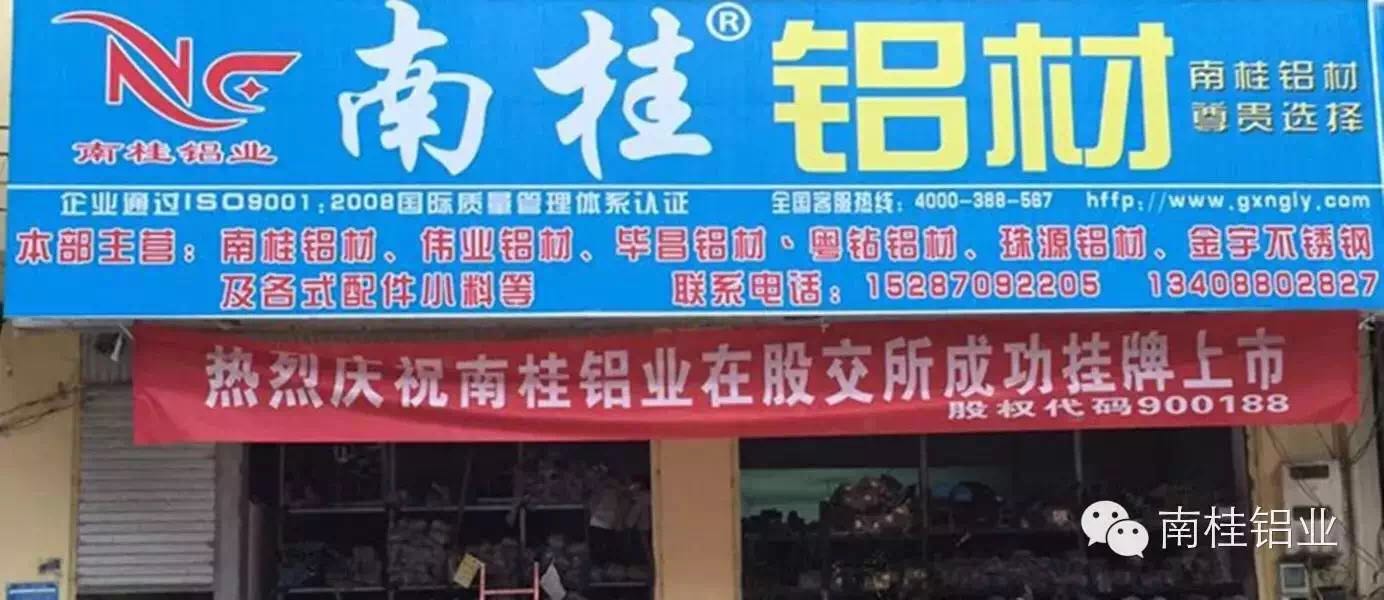 NC
南桂铝业
南桂® 铝材
南桂铝材
尊贵选择
企业通过ISO9001:2008国际质量管理体系认证 全国客服热线：4000-388-567 hffp://www.gxngly.com
本部主营：南桂铝材、伟业铝材、毕昌铝材、粤钻铝材、珠源铝材、金宇不锈钢
及各式配件小料等 联系电话：15287092205 13408802827
热烈庆祝南桂铝业在股交所成功挂牌上市
股权代码900188
南桂铝业